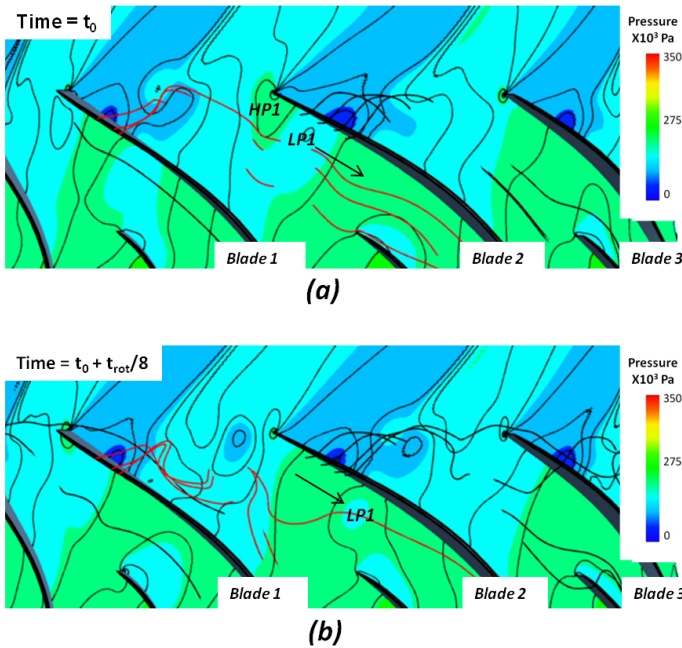 Time = t0
Pressure
X10³ Pa
350
275
0
HP1
LP1
Blade 1
Blade 2
Blade 3
(a)
Time = t0 + trot/8
Pressure
X10³ Pa
350
275
0
LP1
Blade 1
Blade 2
Blade 3
(b)